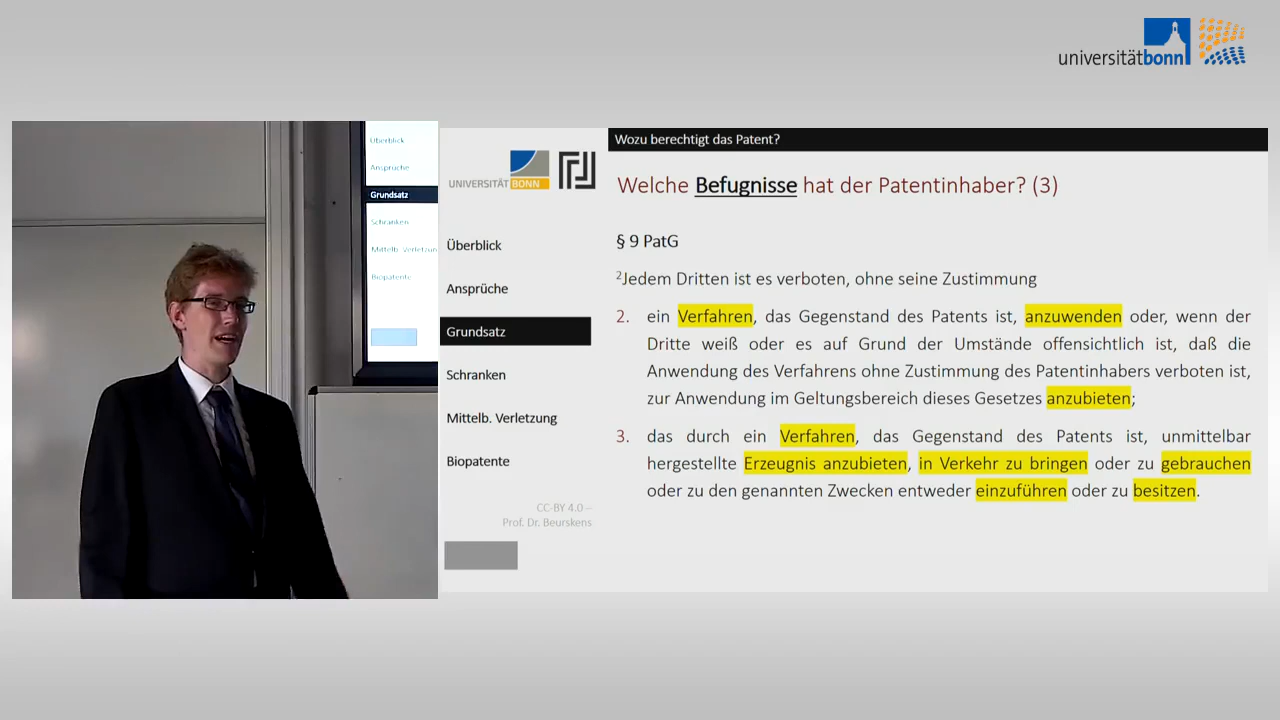 universitätbonn
Überblick
Ansprüche
Grundsatz
Schranken
Mittelb. Verletzun
Biopatente
UNIVERSITÄT BONN
Überblick
Ansprüche
Grundsatz
Schranken
Mittelb. Verletzung
Biopatente
CC-BY 4.0 –
Prof. Dr. Beurskens
Wozu berechtigt das Patent?
Welche Befugnisse hat der Patentinhaber? (3)
§ 9 PatG
²Jedem Dritten ist es verboten, ohne seine Zustimmung
2. ein Verfahren, das Gegenstand des Patents ist, anzuwenden oder, wenn der
Dritte weiß oder es auf Grund der Umstände offensichtlich ist, daß die
Anwendung des Verfahrens ohne Zustimmung des Patentinhabers verboten ist,
zur Anwendung im Geltungsbereich dieses Gesetzes anzubieten;
3. das durch ein Verfahren, das Gegenstand des Patents ist, unmittelbar
hergestellte Erzeugnis anzubieten, in Verkehr zu bringen oder zu gebrauchen
oder zu den genannten Zwecken entweder einzuführen oder zu besitzen.